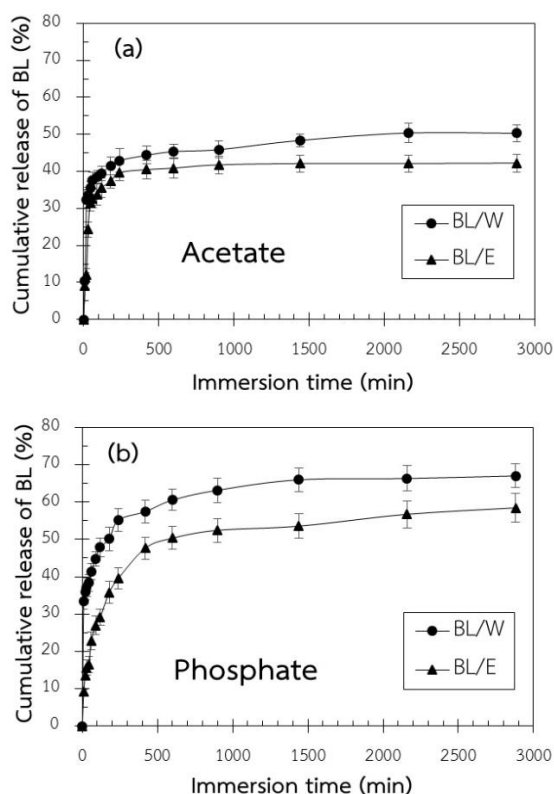 (a)
Cumulative release of BL (%)
80
70
60
50
40
30
20
10
0
BL/W
BL/E
Acetate
0 500 1000 1500 2000 2500 3000
Immersion time (min)
(b)
Cumulative release of BL (%)
80
70
60
50
40
30
20
10
0
BL/W
BL/E
Phosphate
0 500 1000 1500 2000 2500 3000
Immersion time (min)